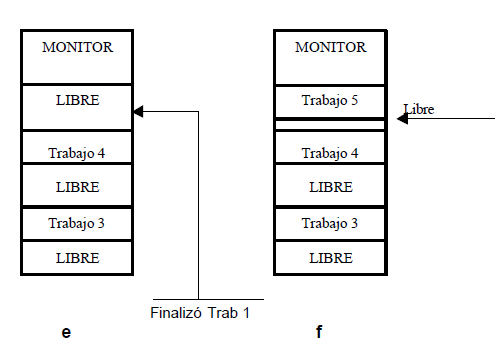 MONITOR
LIBRE
Trabajo 4
LIBRE
Trabajo 3
LIBRE
Finalizó Trab 1
e
MONITOR
Trabajo 5
Libre
Trabajo 4
LIBRE
Trabajo 3
LIBRE
f